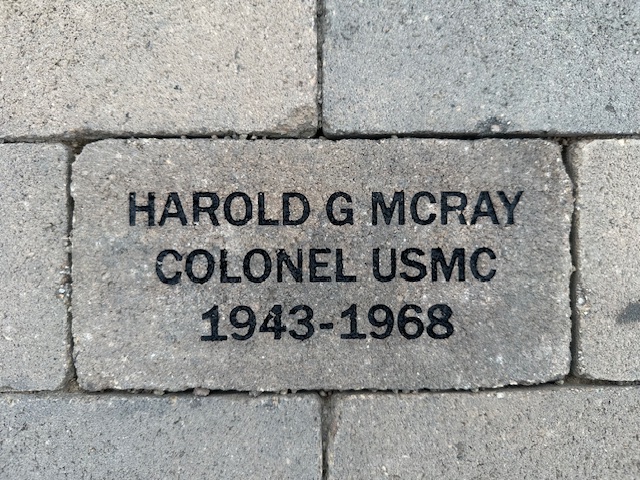 HAROLD G MCRAY
COLONEL USMC
1943-1968